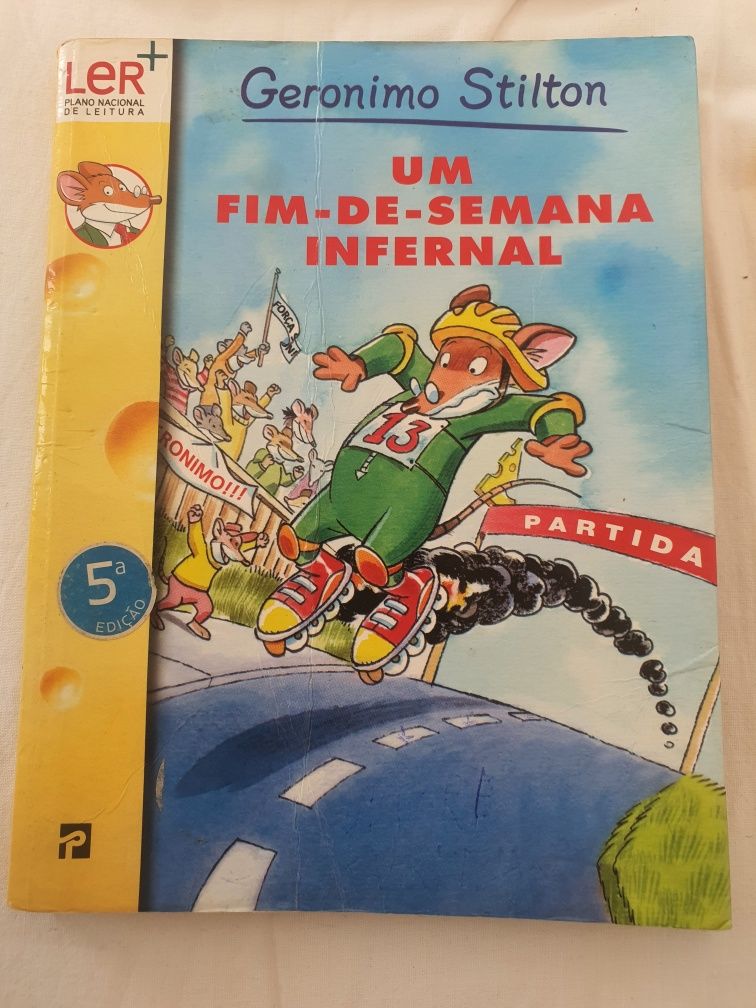 LeR+
PLANO NACIONAL
DE LEITURA
Geronimo Stilton
UM
FIM-DE-SEMANA
INFERNAL
FORÇA
RONIMO!!!
13
PARTIDA
5ª
EDIÇÃO
P